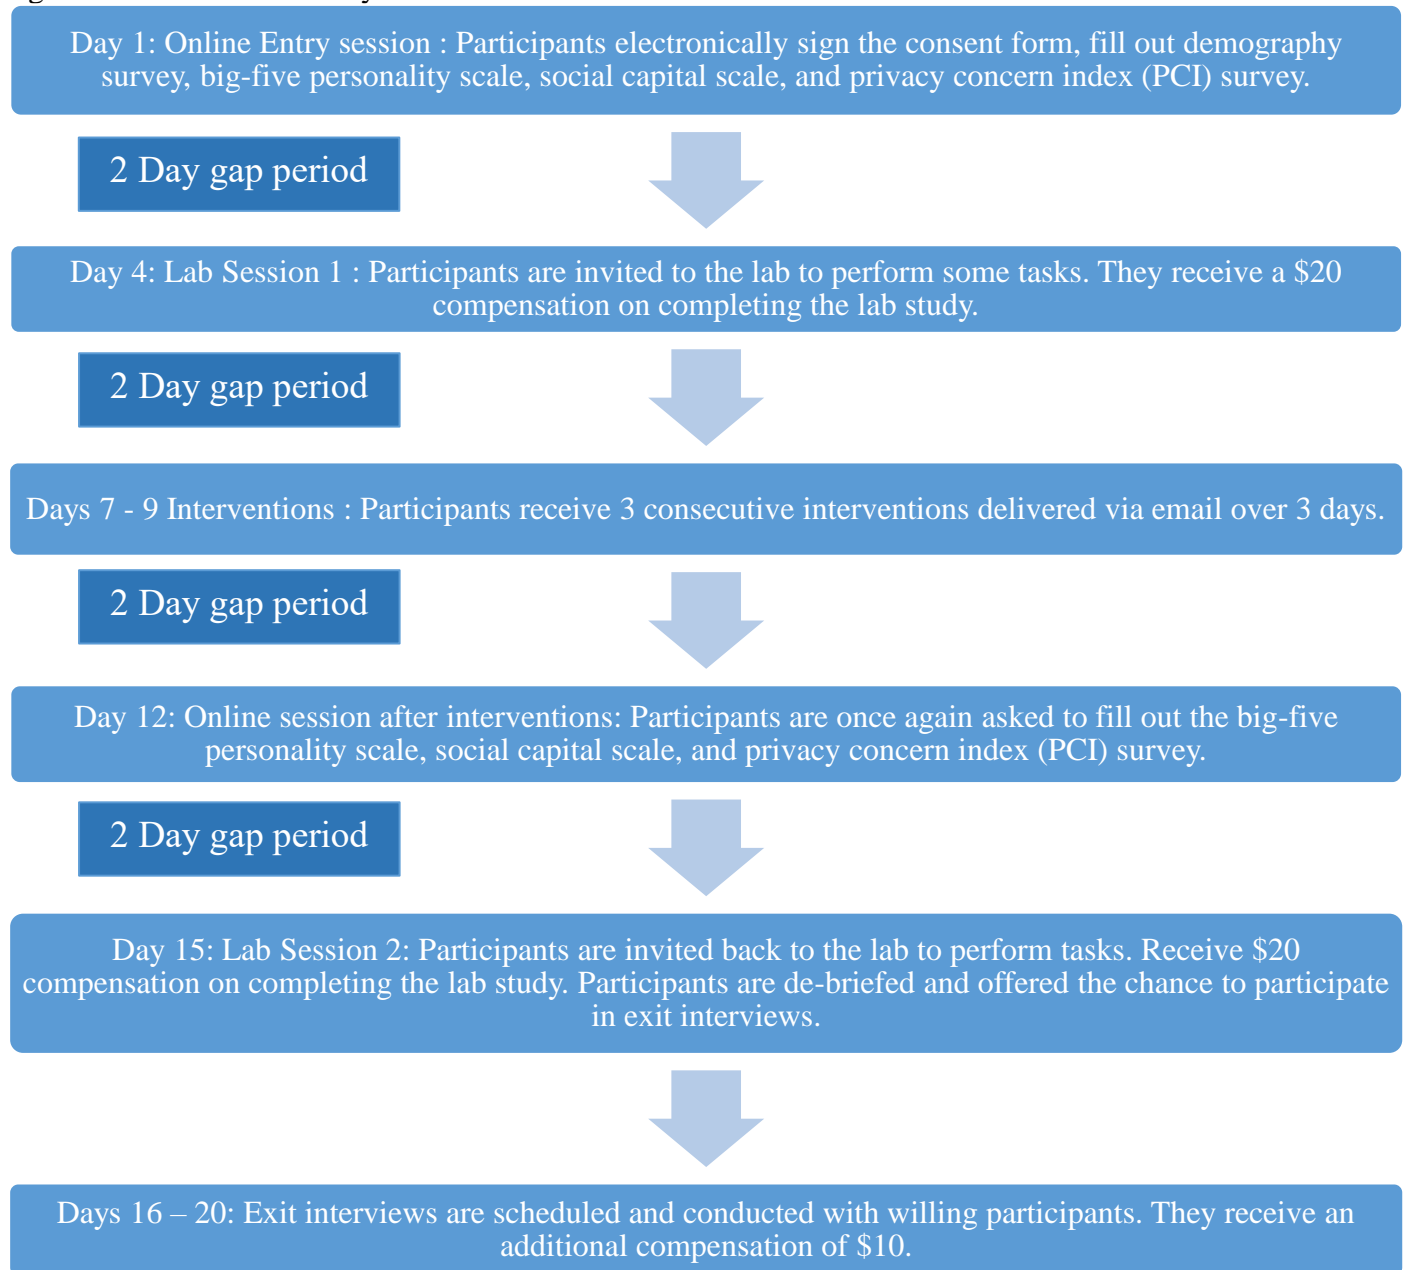 Day 1: Online Entry session : Participants electronically sign the consent form, fill out demography
survey, big-five personality scale, social capital scale, and privacy concern index (PCI) survey.
2 Day gap period
Day 4: Lab Session 1 : Participants are invited to the lab to perform some tasks. They receive a $20
compensation on completing the lab study.
2 Day gap period
Days 7 - 9 Interventions : Participants receive 3 consecutive interventions delivered via email over 3 days.
2 Day gap period
Day 12: Online session after interventions: Participants are once again asked to fill out the big-five
personality scale, social capital scale, and privacy concern index (PCI) survey.
2 Day gap period
Day 15: Lab Session 2: Participants are invited back to the lab to perform tasks. Receive $20
compensation on completing the lab study. Participants are de-briefed and offered the chance to participate
in exit interviews.
Days 16 – 20: Exit interviews are scheduled and conducted with willing participants. They receive an
additional compensation of $10.